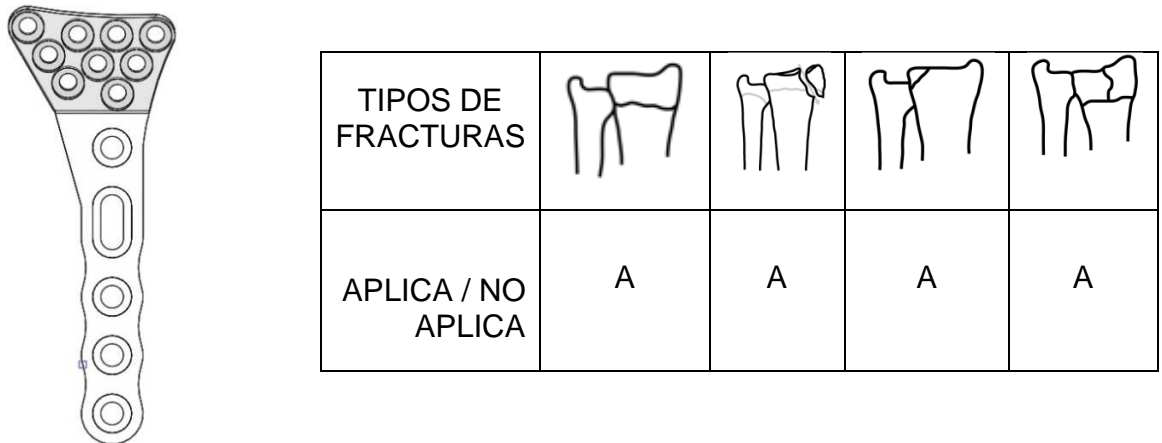 TIPOS DE
FRACTURAS
APLICA / NO
APLICA
A
A
A
A